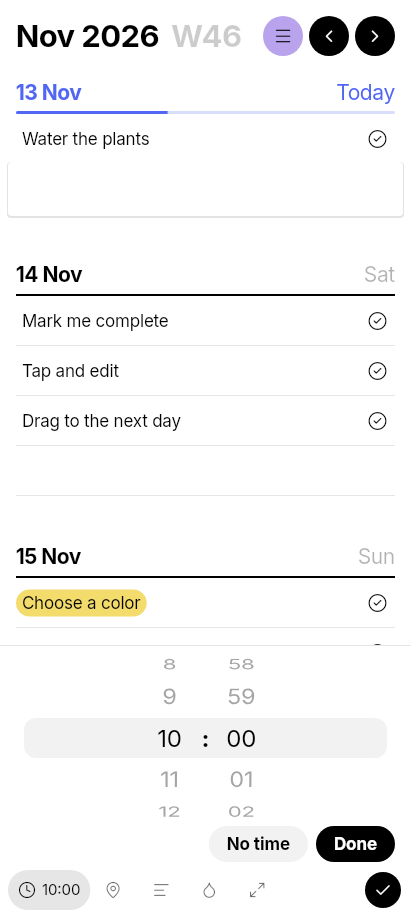 Nov 2026 W46
13 Nov Today
Water the plants
14 Nov Sat
Mark me complete
Tap and edit
Drag to the next day
15 Nov Sun
Choose a color
8 58
9 59
10 : 00
11 01
12 02
No time Done
10:00